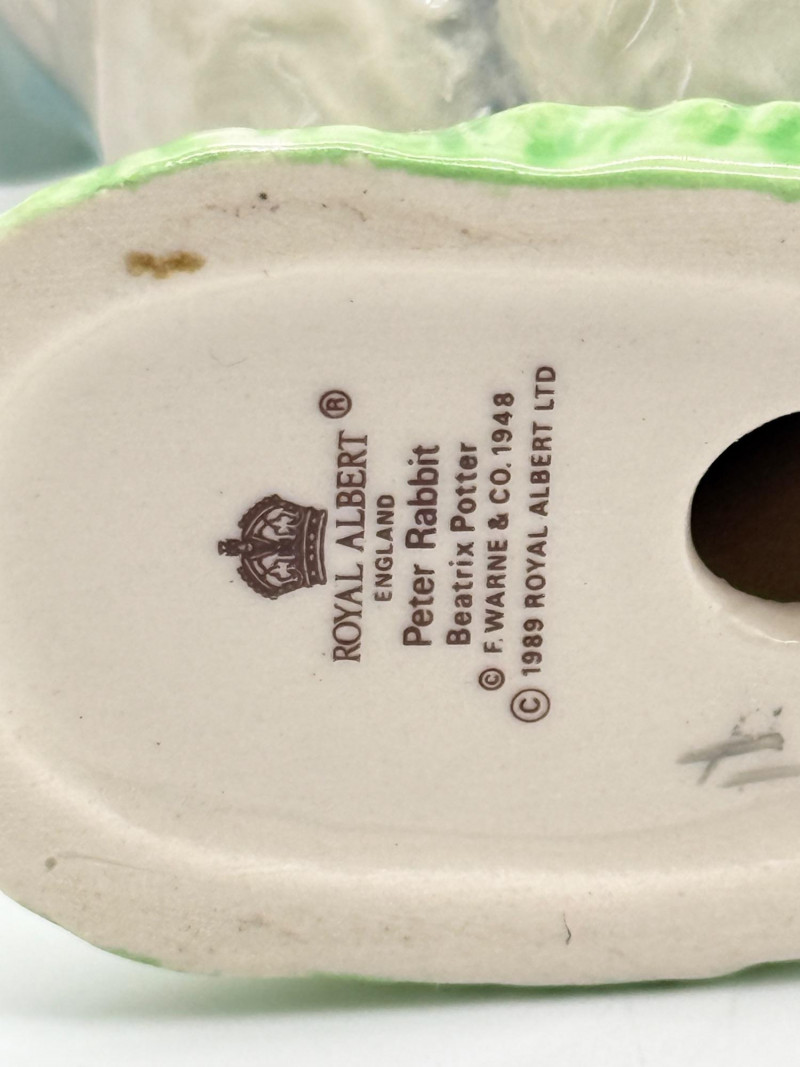 ROYAL ALBERT ®
ENGLAND
Peter Rabbit
Beatrix Potter
© F. WARNE & CO. 1948
© 1989 ROYAL ALBERT LTD